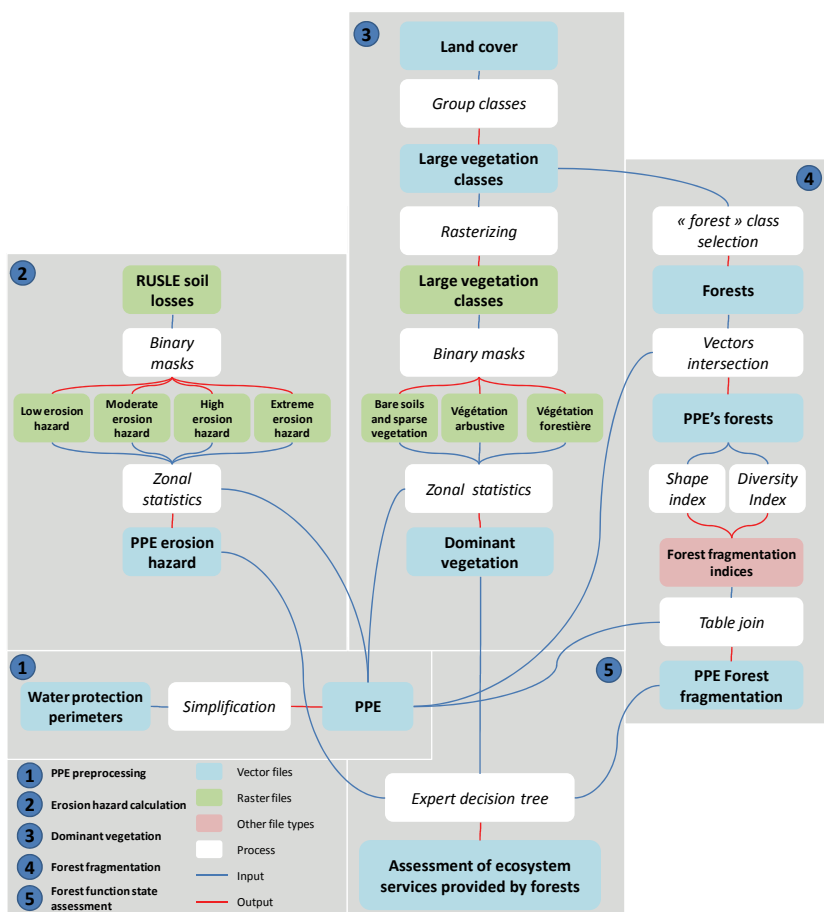 3
Land cover
Group classes
Large vegetation
classes
Rasterizing
Large vegetation
classes
Binary masks
Bare soils
and sparse
vegetation
Végétation
arbustive
Végétation
forestière
Zonal statistics
Dominant
vegetation
4
« forest » class
selection
Forests
Vectors
intersection
PPE's forests
Shape
index
Diversity
Index
Forest fragmentation
indices
Table join
PPE Forest
fragmentation
2
RUSLE soil
losses
Binary
masks
Low erosion
hazard
Moderate
erosion
hazard
High
erosion
hazard
Extreme
erosion hazard
Zonal
statistics
PPE erosion
hazard
1
Water protection
perimeters
Simplification
PPE
5
Expert decision tree
Assessment of ecosystem
services provided by forests
1 PPE preprocessing
2 Erosion hazard calculation
3 Dominant vegetation
4 Forest fragmentation
5 Forest function state
assessment
Vector files
Raster files
Other file types
Process
Input
Output